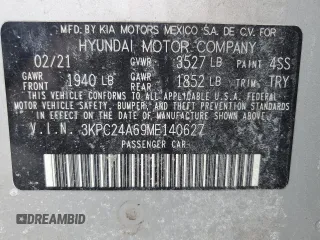 MFD. BY KIA MOTORS MEXICO S.A. DE C.V. FOR
HYUNDAI MOTOR COMPANY
02/21 GVWR 3527 LB PAINT 4SS
GAWR FRONT 1940 LB GAWR REAR 1852 LB TRIM TRY
THIS VEHICLE CONFORMS TO ALL APPLICABLE U.S.A. FEDERAL
MOTOR VEHICLE SAFETY, BUMPER, AND THEFT PREVENTION
STANDARDS IN EFFECT ON THE DATE OF MANUFACTURE SHOWN ABOVE.
V.I.N. 3KPC24A69ME140627
PASSENGER CAR
DREAMBID